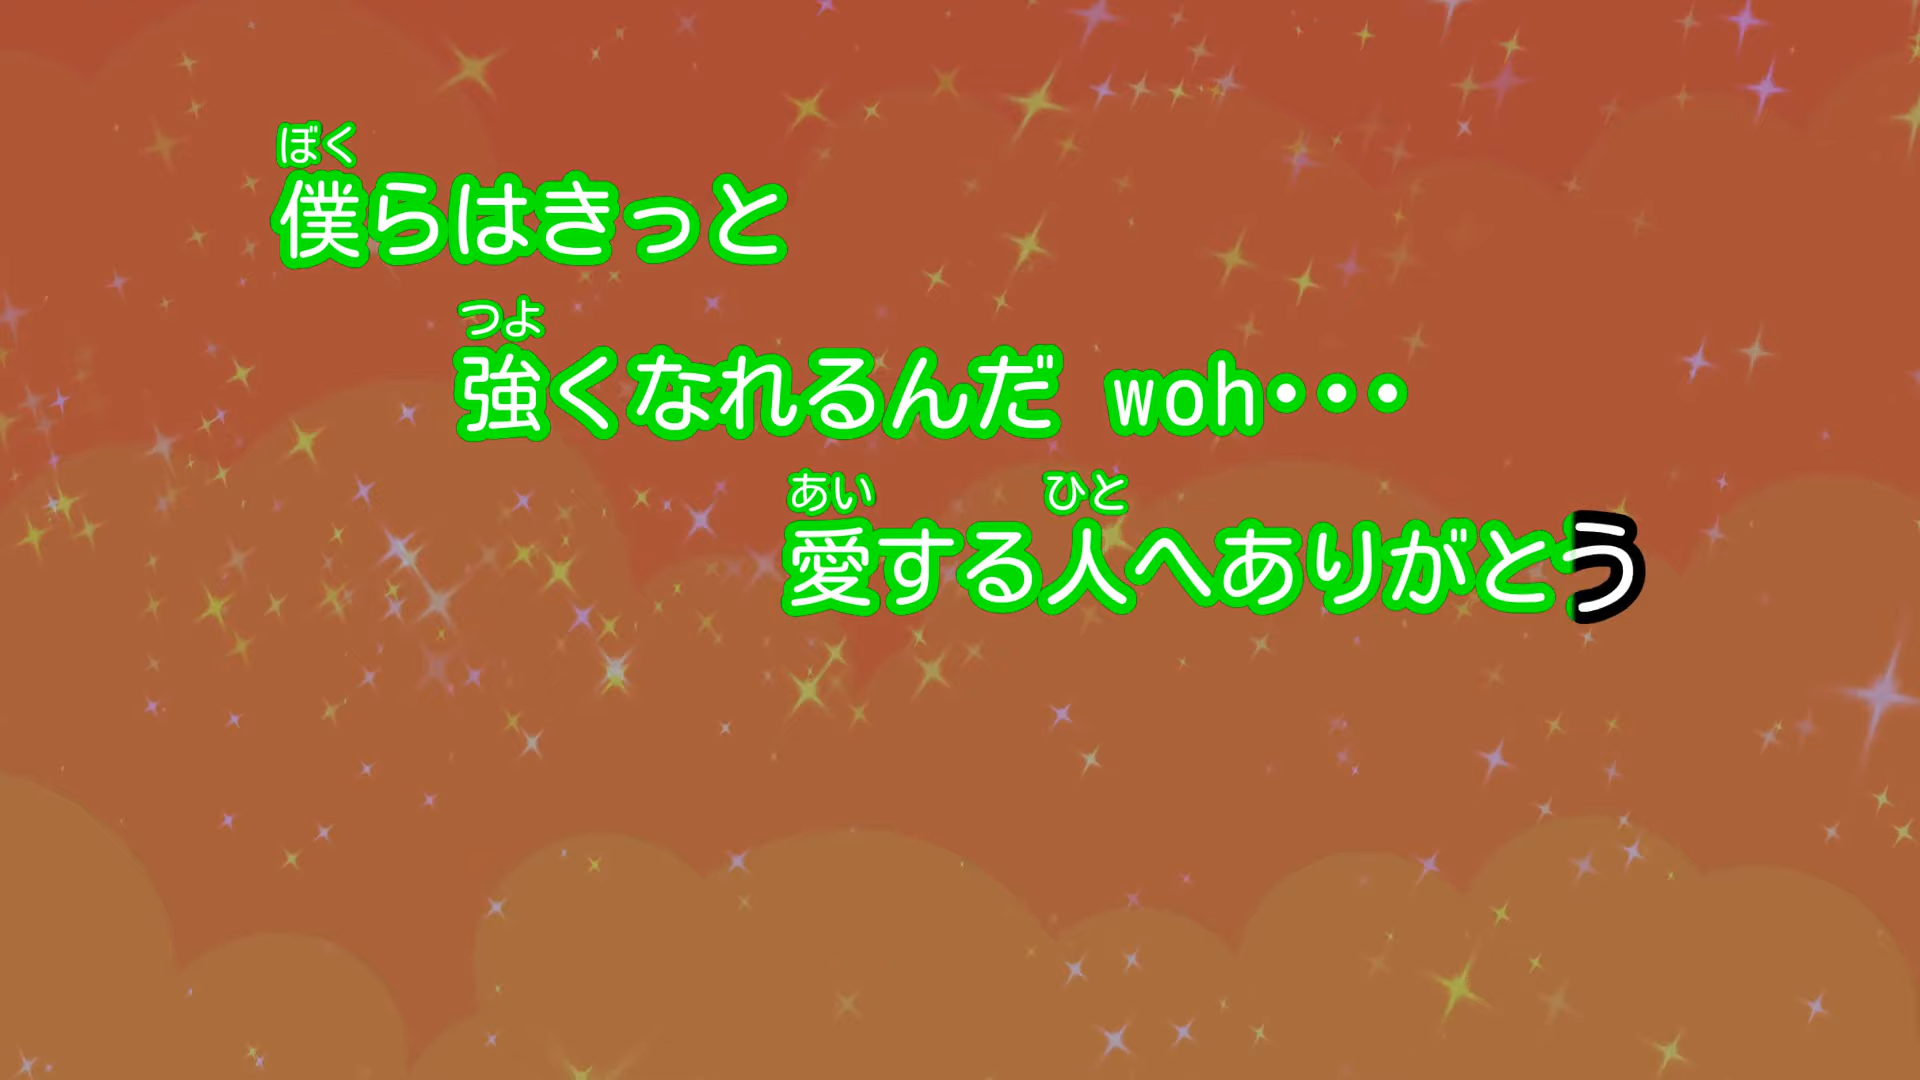 ぼく
僕らはきっと
つよ
強くなれるんだ woh・・・
あい ひと
愛する人へありがとう